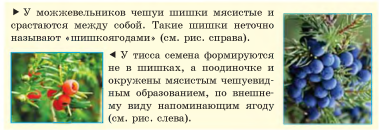 ► У можжевельников чешуи шишки мясистые и
срастаются между собой. Такие шишки неточно
называют «шишкоягодами» (см. рис. справа).
◄ У тисса семена формируются
не в шишках, а поодиночке и
окружены мясистым чешуевид-
ным образованием, по внешне-
му виду напоминающим ягоду
(см. рис. слева).